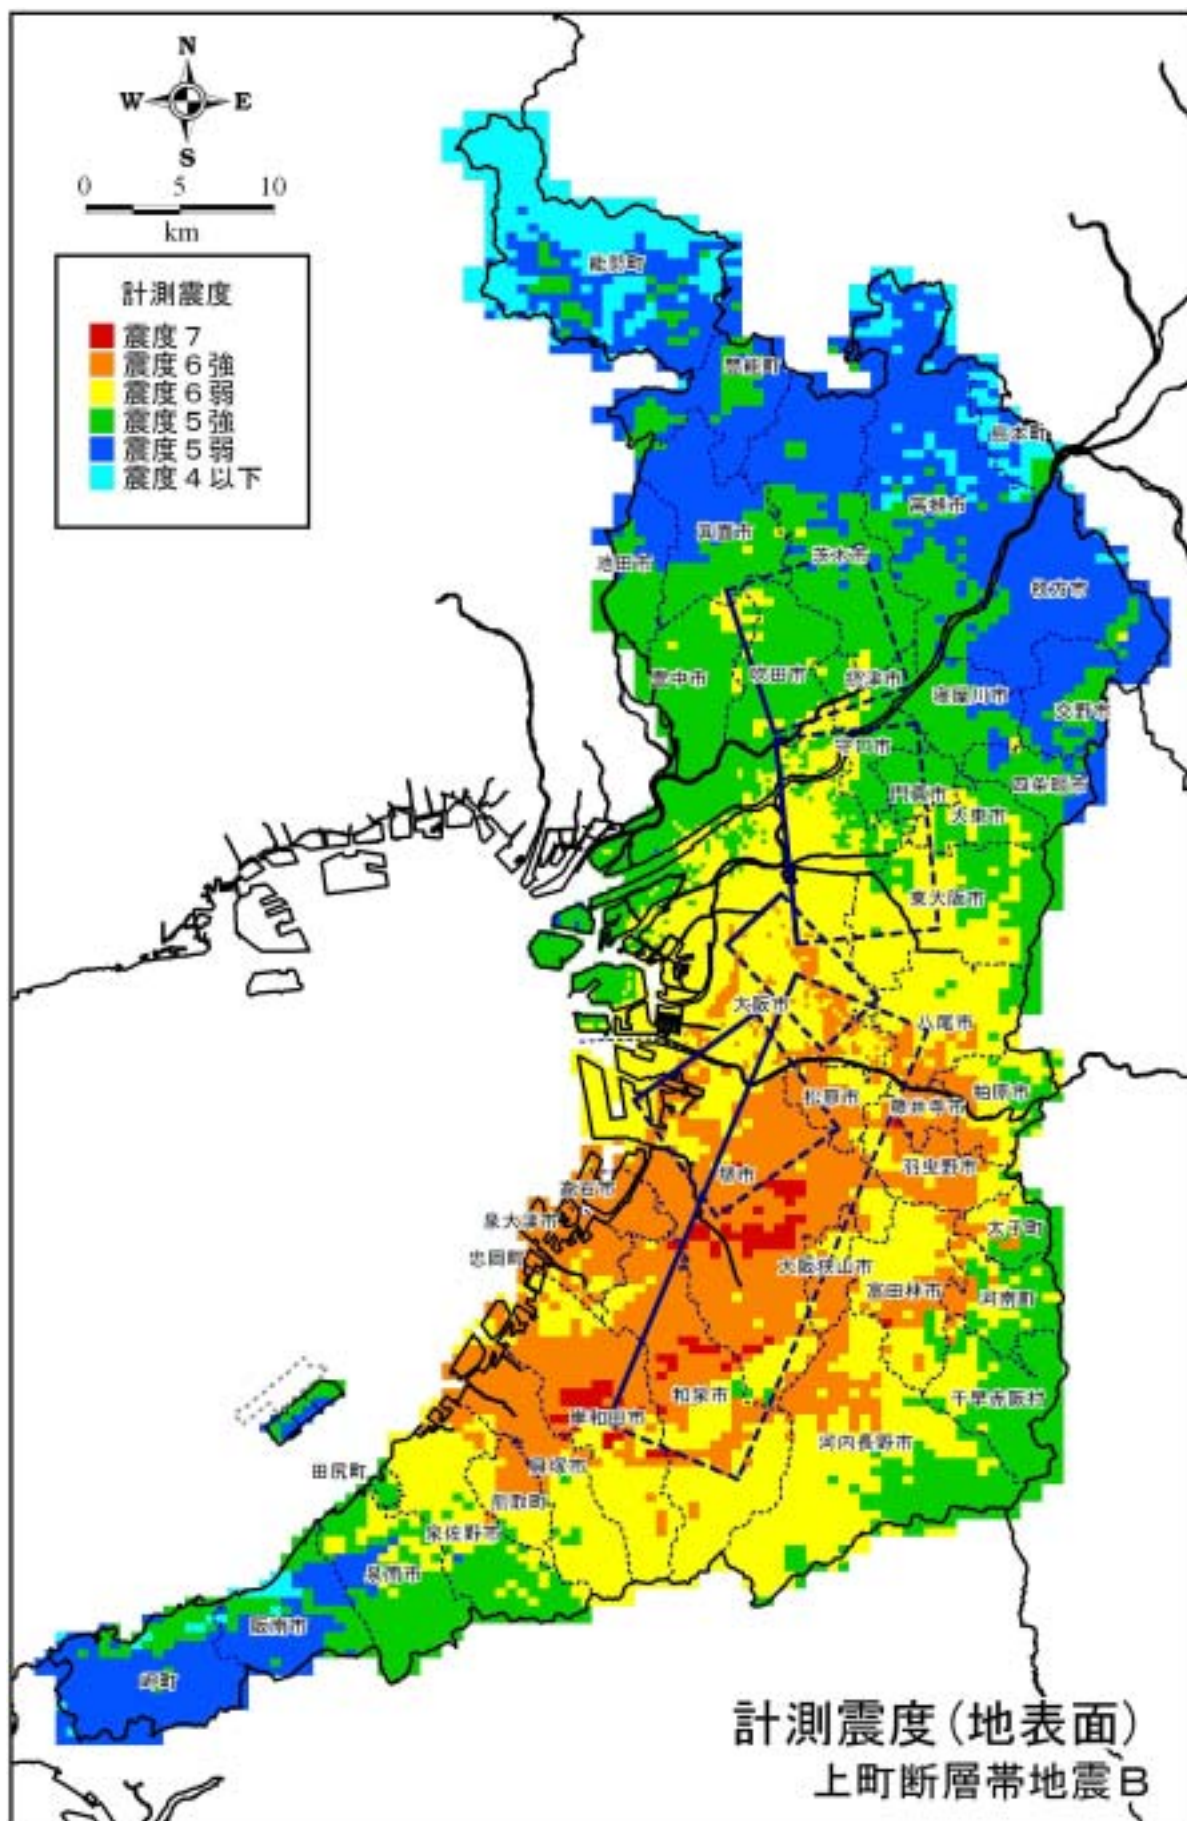 N
W E
S
0 5 10
km
計測震度
震度7
震度6強
震度6弱
震度5強
震度5弱
震度4以下
能勢町
豊能町
島本町
高槻市
箕面市
茨木市
池田市
枚方市
豊中市
吹田市
摂津市
寝屋川市
交野市
守口市
門真市
四条畷市
大東市
東大阪市
大阪市
八尾市
松原市
藤井寺市
柏原市
堺市
羽曳野市
高石市
泉大津市
太子町
忠岡町
大阪狭山市
富田林市
河南町
和泉市
千早赤阪村
岸和田市
河内長野市
貝塚市
田尻町
熊取町
泉佐野市
泉南市
阪南市
岬町
計測震度(地表面)
上町断層帯地震B